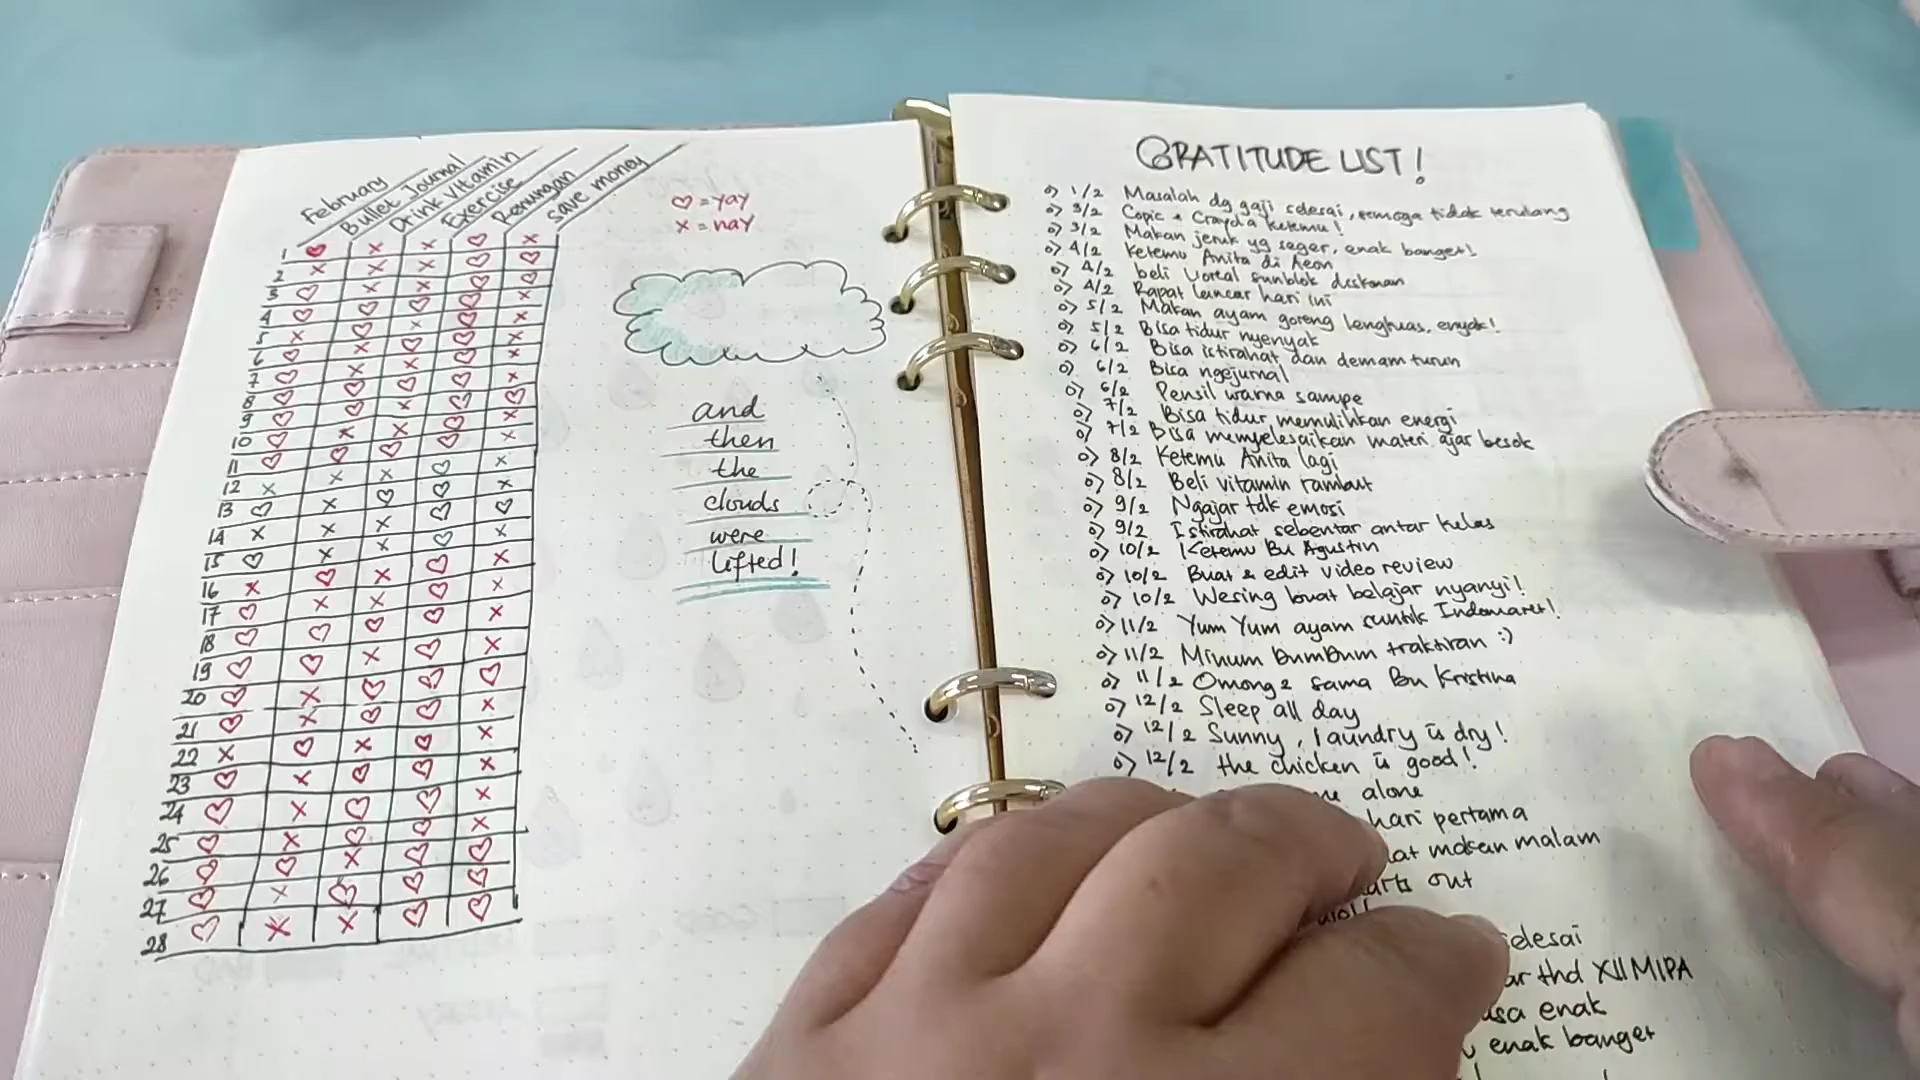 February
Bullet Journal
Drink Vitamin
Exercise
Renungan
save money
♡ = yay
x = nay
1
2
3
4
5
6
7
8
9
10
11
12
13
14
15
16
17
18
19
20
21
22
23
24
25
26
27
28
and
then
the
clouds
were
lifted!
GRATITUDE LIST!
1/2 Masalah dg gaji selesai, semoga tidak terulang
3/2 Copic & Crayola ketemu!
3/2 Makan jeruk yg seger, enak banget!
4/2 Ketemu Anita di Aeon
4/2 beli Loreal sunblok diskonan
4/2 Rapat lancar hari ini
5/2 Makan ayam goreng lengkuas, enyak!
5/2 Bisa tidur nyenyak
6/2 Bisa istirahat dan demam turun
6/2 Bisa ngejurnal
6/2 Pensil warna sampe
7/2 Bisa tidur memulihkan energi
7/2 Bisa menyelesaikan materi ajar besok
8/2 Ketemu Anita lagi
8/2 Beli vitamin rambut
9/2 Ngajar tdk emosi
9/2 Istirahat sebentar antar kelas
10/2 Ketemu Bu Agustin
10/2 Buat & edit video review
10/2 Wesing buat belajar nyanyi!
11/2 Yum Yum ayam suntik Indomaret!
11/2 Minum BumBum traktiran :)
11/2 Omong2 sama Bu Kristina
12/2 Sleep all day
12/2 Sunny, laundry is dry!
12/2 the chicken is good!
alone
hari pertama
makan malam
out
XII MIPA
enak
enak banget